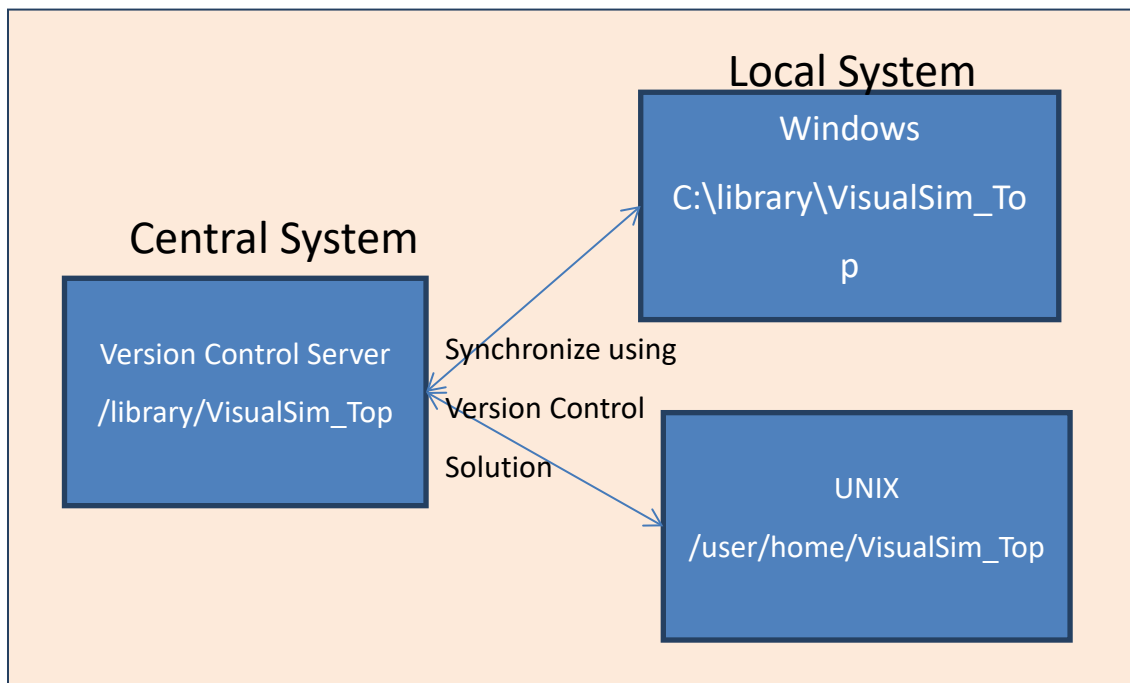 Local System
Windows
C:\library\VisualSim_To
p
Central System
Version Control Server
/library/VisualSim_Top
Synchronize using
Version Control
Solution
UNIX
/user/home/VisualSim_Top